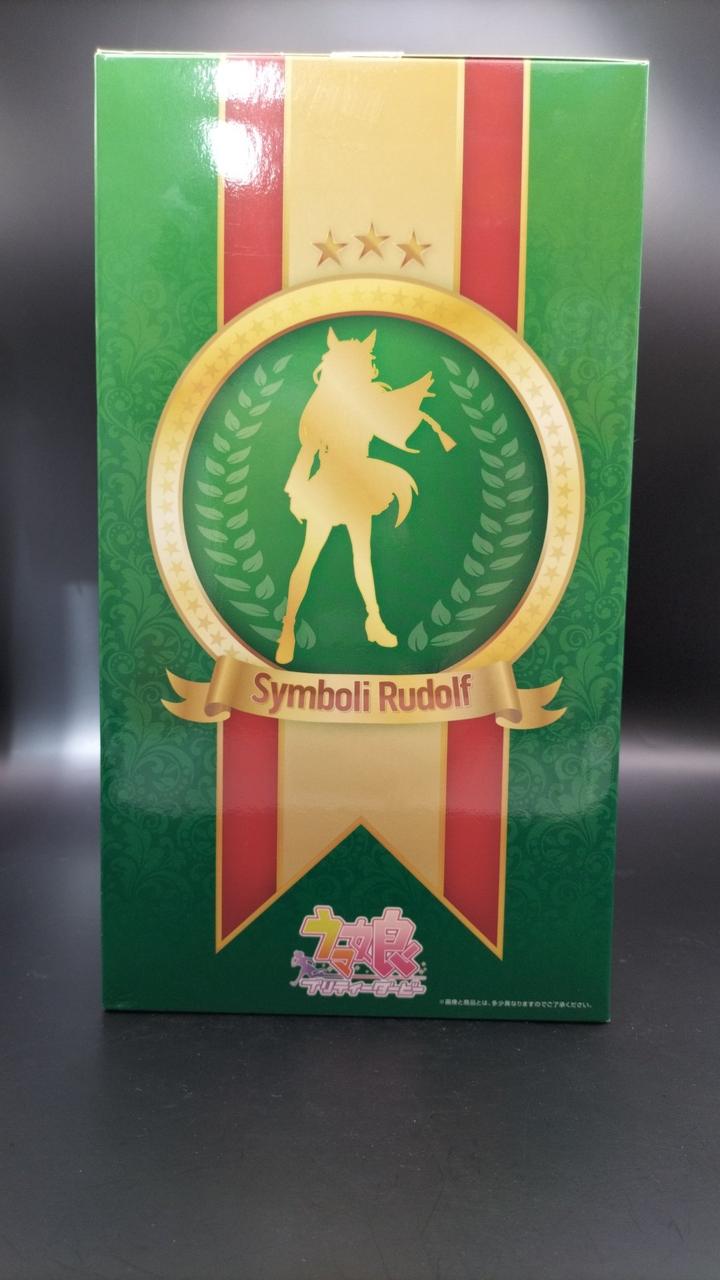 Symboli Rudolf
ウマ娘
プリティーダービー
※画像と商品とは、多少異なりますのでご了承ください。